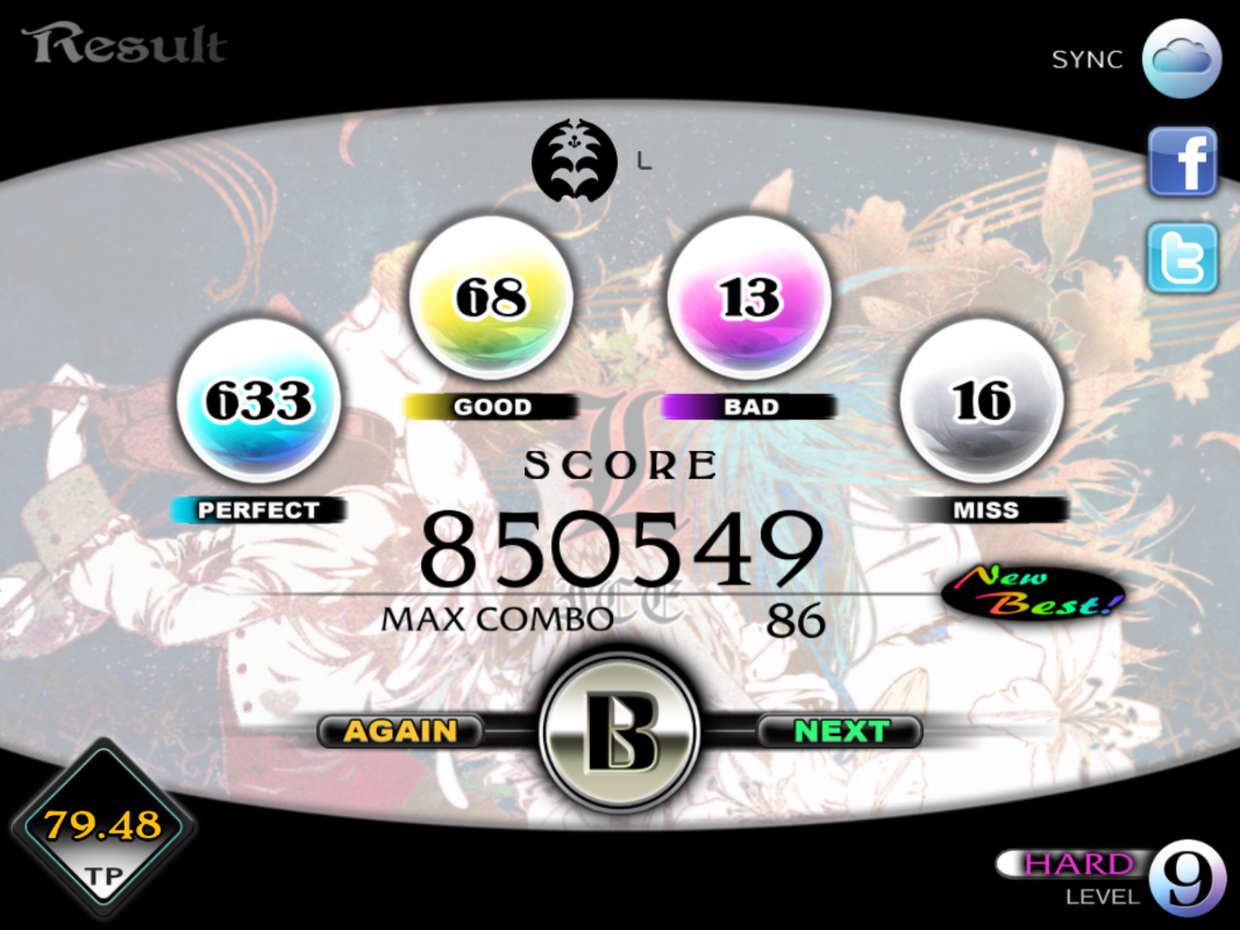 Result
SYNC
L
633
PERFECT
68
GOOD
13
BAD
16
MISS
SCORE
850549
MAX COMBO 86
New
Best!
AGAIN
B
NEXT
79.48
TP
HARD
LEVEL
9